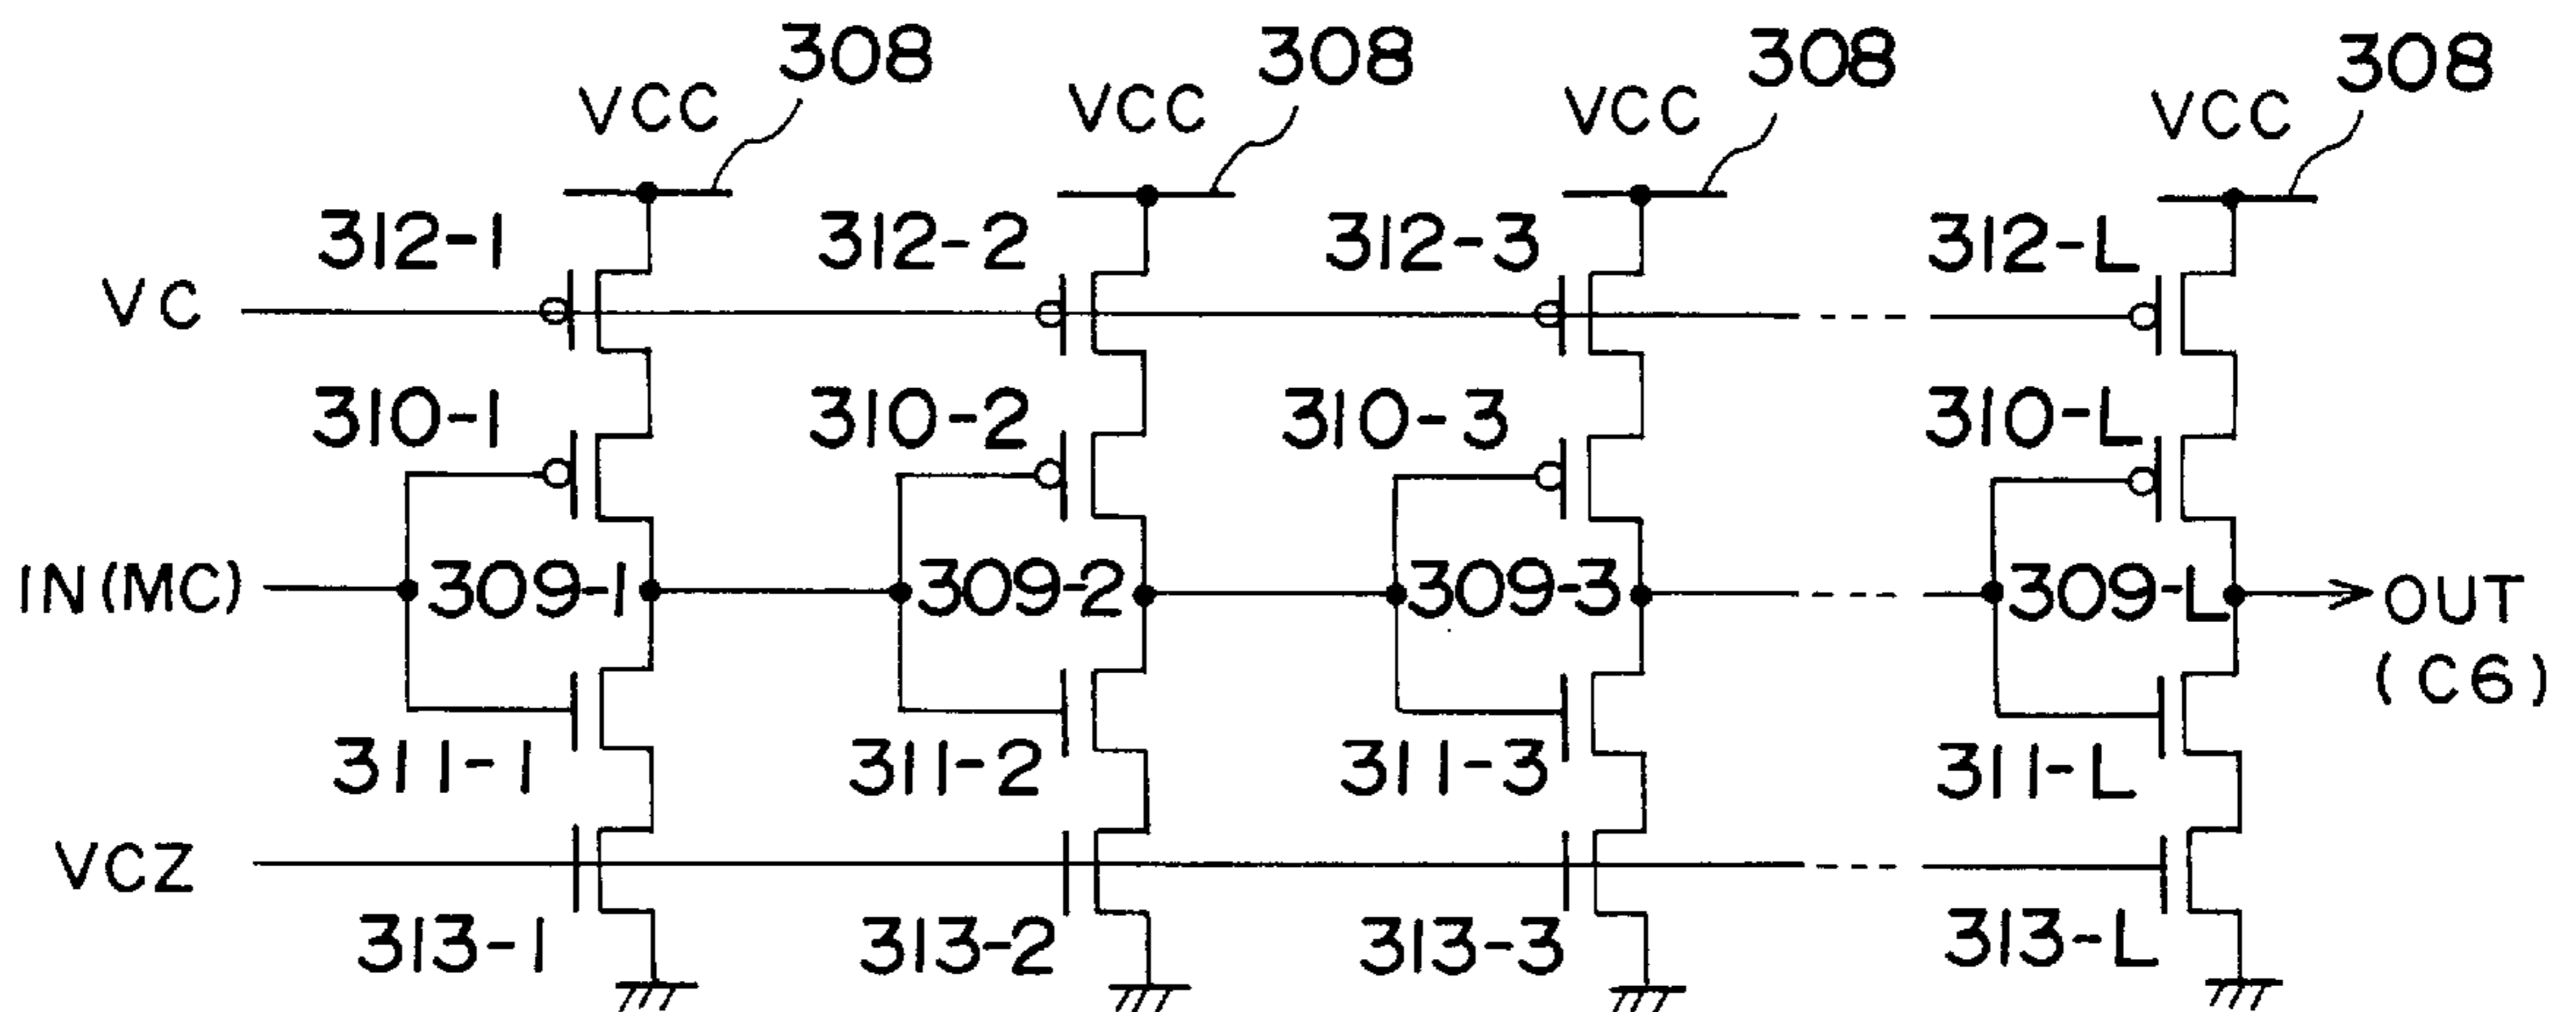 308 308 308 308
VCC VCC VCC VCC
312-1 312-2 312-3 312-L
VC
310-1 310-2 310-3 310-L
IN(MC) 309-1 309-2 309-3 309-L OUT
(C6)
311-1 311-2 311-3 311-L
VCZ
313-1 313-2 313-3 313-L